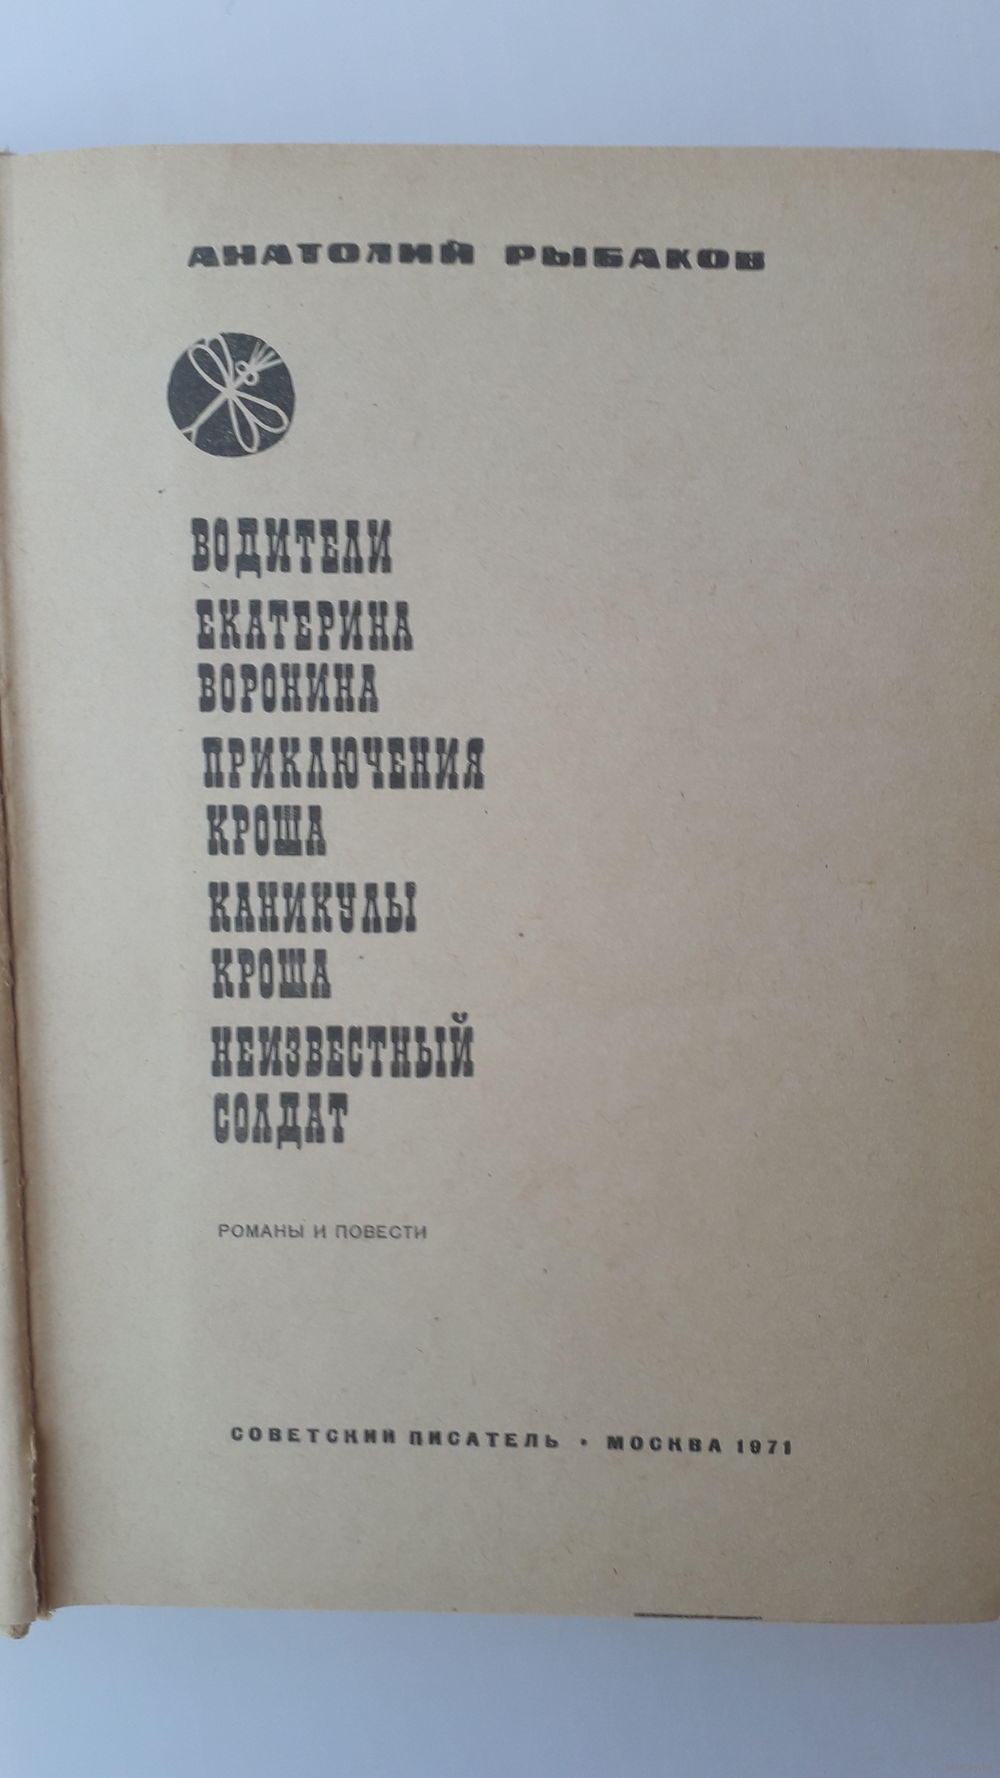 АНАТОЛИЙ РЫБАКОВ
ВОДИТЕЛИ
ЕКАТЕРИНА
ВОРОНИНА
ПРИКЛЮЧЕНИЯ
КРОША
КАНИКУЛЫ
КРОША
НЕИЗВЕСТНЫЙ
СОЛДАТ
РОМАНЫ И ПОВЕСТИ
СОВЕТСКИЙ ПИСАТЕЛЬ • МОСКВА 1971